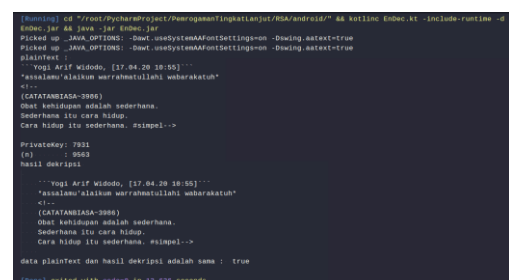 [Running] cd "/root/PycharmProject/PemrogamanTingkatLanjut/RSA/android/" && kotlinc EnDec.kt -include-runtime -d
EnDec.jar && java -jar EnDec.jar
Picked up _JAVA_OPTIONS: -Dawt.useSystemAAFontSettings=on -Dswing.aatext=true
Picked up _JAVA_OPTIONS: -Dawt.useSystemAAFontSettings=on -Dswing.aatext=true
plainText :
```Yogi Arif Widodo, [17.04.20 10:55]```
*assalamu'alaikum warrahmatullahi wabarakatuh*
<!--
(CATATANBIASA~3986)
Obat kehidupan adalah sederhana.
Sederhana itu cara hidup.
Cara hidup itu sederhana. #simpel-->
PrivateKey: 7931
(n) : 9563
hasil dekripsi
```Yogi Arif Widodo, [17.04.20 10:55]```
*assalamu'alaikum warrahmatullahi wabarakatuh*
<!--
(CATATANBIASA~3986)
Obat kehidupan adalah sederhana.
Sederhana itu cara hidup.
Cara hidup itu sederhana. #simpel-->
data plainText dan hasil dekripsi adalah sama : true